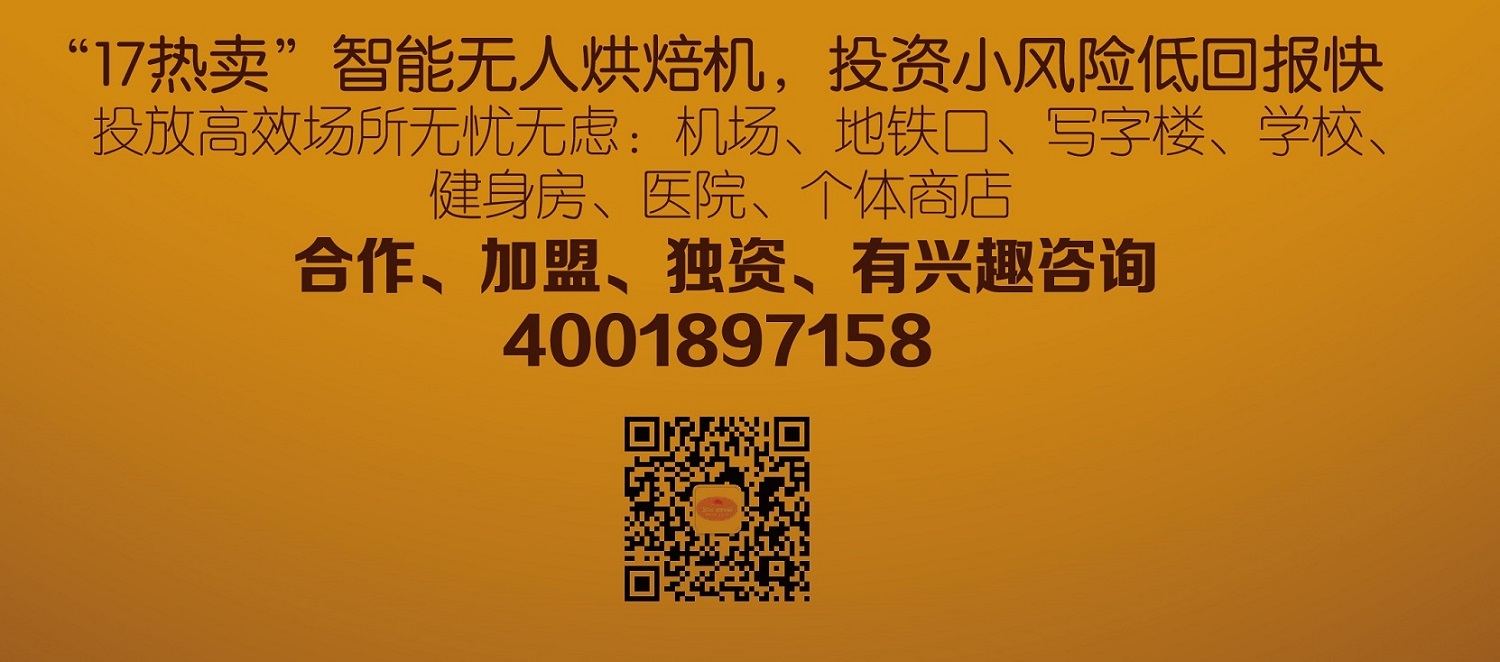 “17热卖”智能无人烘焙机，投资小风险低回报快
投放高效场所无忧无虑：机场、地铁口、写字楼、学校、
健身房、医院、个体商店
合作、加盟、独资、有兴趣咨询
4001897158